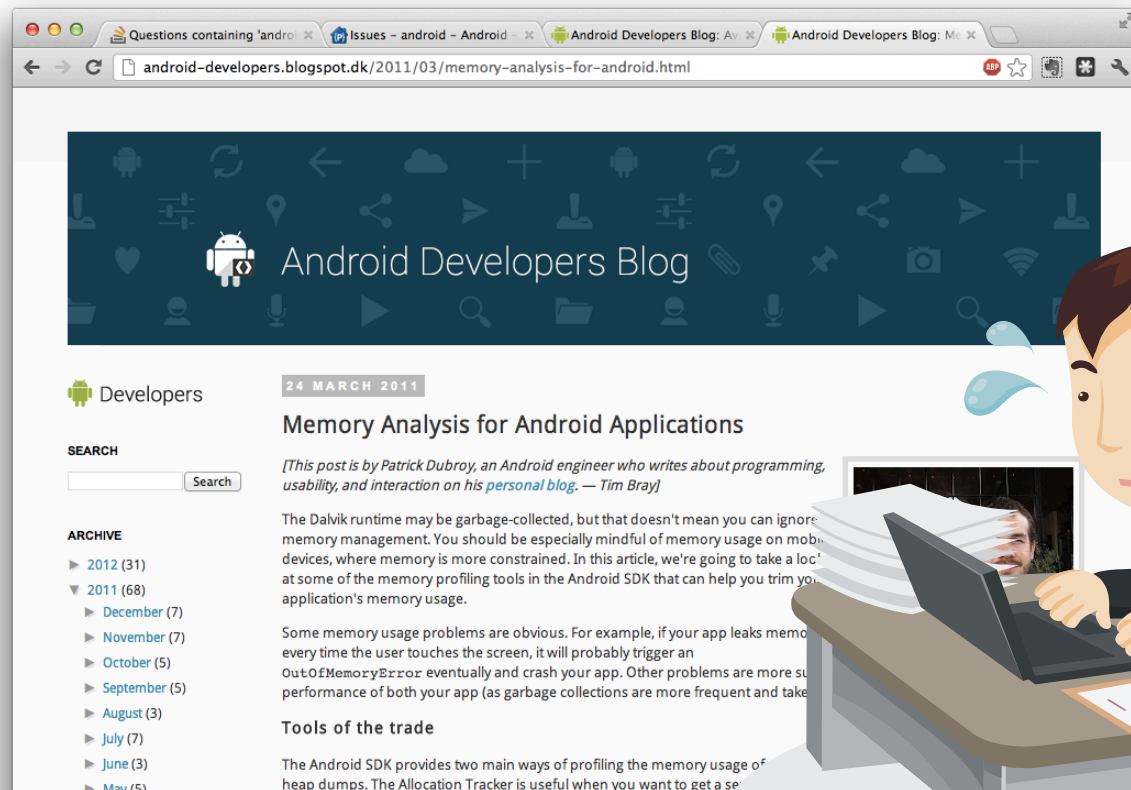 Questions containing 'androi
Issues - android - Android -
Android Developers Blog: Av
Android Developers Blog: Me
android-developers.blogspot.dk/2011/03/memory-analysis-for-android.html
ABP
Android Developers Blog
Developers
24 MARCH 2011
Memory Analysis for Android Applications
SEARCH
Search
[This post is by Patrick Dubroy, an Android engineer who writes about programming,
usability, and interaction on his personal blog. — Tim Bray]
The Dalvik runtime may be garbage-collected, but that doesn't mean you can ignore
memory management. You should be especially mindful of memory usage on mobil
devices, where memory is more constrained. In this article, we're going to take a look
at some of the memory profiling tools in the Android SDK that can help you trim you
application's memory usage.
Some memory usage problems are obvious. For example, if your app leaks memo
every time the user touches the screen, it will probably trigger an
OutOfMemoryError eventually and crash your app. Other problems are more su
performance of both your app (as garbage collections are more frequent and take
Tools of the trade
The Android SDK provides two main ways of profiling the memory usage of
heap dumps. The Allocation Tracker is useful when you want to get a se
ARCHIVE
2012 (31)
2011 (68)
December (7)
November (7)
October (5)
September (5)
August (3)
July (7)
June (3)
May (5)